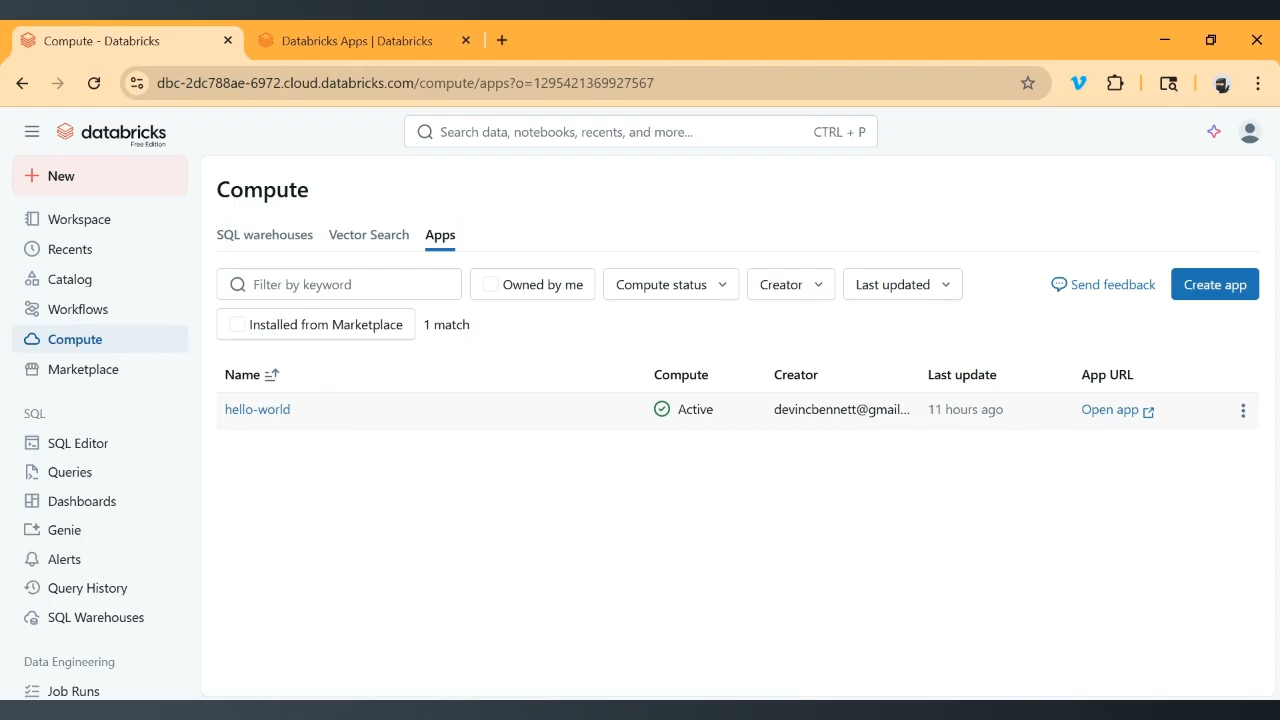 Compute - Databricks
Databricks Apps | Databricks
dbc-2dc788ae-6972.cloud.databricks.com/compute/apps?o=1295421369927567
databricks
Free Edition
Search data, notebooks, recents, and more...
CTRL + P
New
Workspace
Recents
Catalog
Workflows
Compute
Marketplace
SQL
SQL Editor
Queries
Dashboards
Genie
Alerts
Query History
SQL Warehouses
Data Engineering
Job Runs
Compute
SQL warehouses Vector Search Apps
Filter by keyword Owned by me Compute status Creator Last updated Send feedback Create app
Installed from Marketplace 1 match
Name Compute Creator Last update App URL
hello-world Active devincbennett@gmail... 11 hours ago Open app